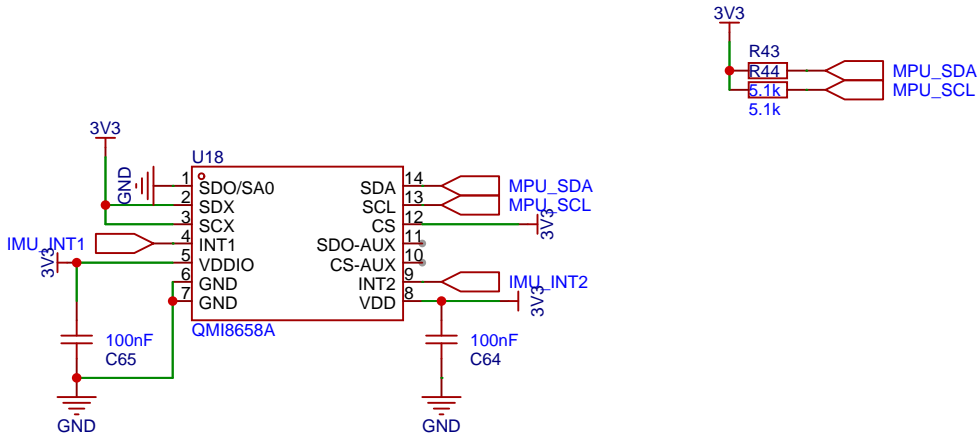 3V3
R43
R44
5.1k
5.1k
MPU_SDA
MPU_SCL
3V3
GND
U18
1 SDO/SA0
2 SDX
3 SCX
4 INT1
5 VDDIO
6 GND
7 GND
SDA 14
SCL 13
CS 12
SDO-AUX 11
CS-AUX 10
INT2 9
VDD 8
QMI8658A
IMU_INT1
3V3
MPU_SDA
MPU_SCL
3V3
IMU_INT2
3V3
100nF
C65
GND
100nF
C64
GND